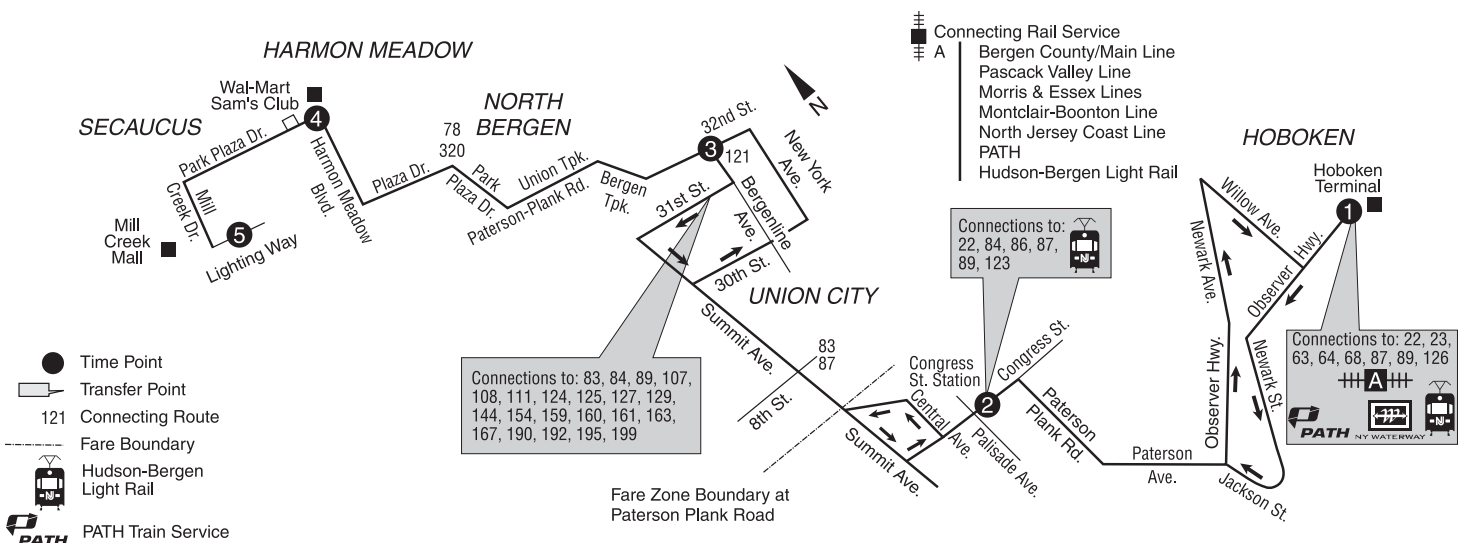 HARMON MEADOW
Wal-Mart
Sam's Club
4
SECAUCUS
Park Plaza Dr.
Mill
Creek Dr.
Mill
Creek
Mall
5
Lighting Way
Harmon Meadow
Blvd.
Plaza Dr.
78
320
NORTH
BERGEN
Park
Plaza Dr.
Union Tpk.
Paterson-Plank Rd.
Bergen
Tpk.
3
32nd St.
121
New York
Ave.
Bergenline
Ave.
31st St.
30th St.
N
UNION CITY
Summit Ave.
83
87
8th St.
Connections to: 83, 84, 89, 107,
108, 111, 124, 125, 127, 129,
144, 154, 159, 160, 161, 163,
167, 190, 192, 195, 199
Connecting Rail Service
A
Bergen County/Main Line
Pascack Valley Line
Morris & Essex Lines
Montclair-Boonton Line
North Jersey Coast Line
PATH
Hudson-Bergen Light Rail
Connections to:
22, 84, 86, 87,
89, 123
Congress
St. Station
Congress St.
2
Central
Ave.
Palisade Ave.
Summit Ave.
Fare Zone Boundary at
Paterson Plank Road
Paterson
Plank Rd.
Paterson
Ave.
Jackson St.
Observer Hwy.
Newark St.
Newark Ave.
Willow Ave.
Observer Hwy.
HOBOKEN
Hoboken
Terminal
1
Connections to: 22, 23,
63, 64, 68, 87, 89, 126
A
PATH
NY WATERWAY
Time Point
Transfer Point
121 Connecting Route
Fare Boundary
Hudson-Bergen
Light Rail
PATH PATH Train Service